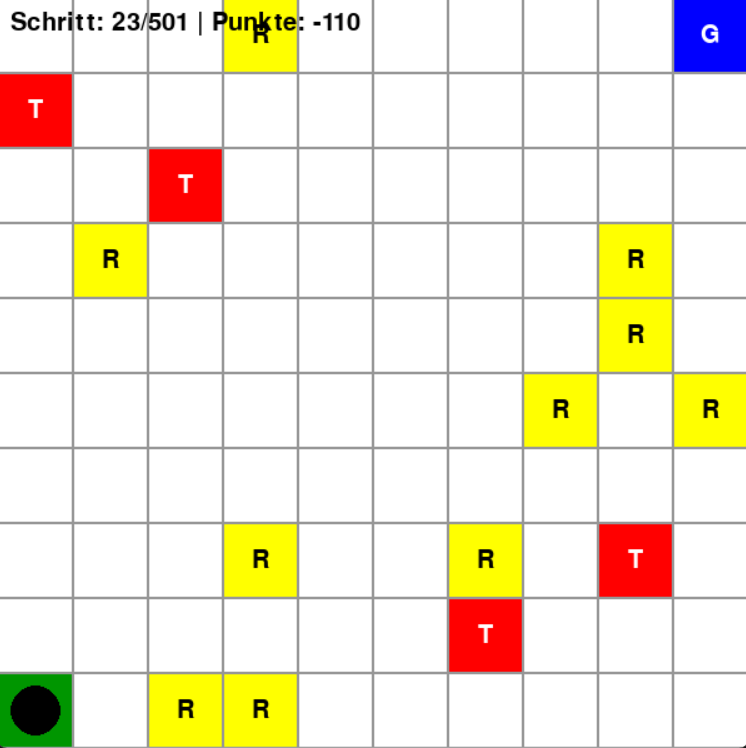 Schritt: 23/501 | Punkte: -110
R G
T
T
R R
R
R R
R R T
T
R R